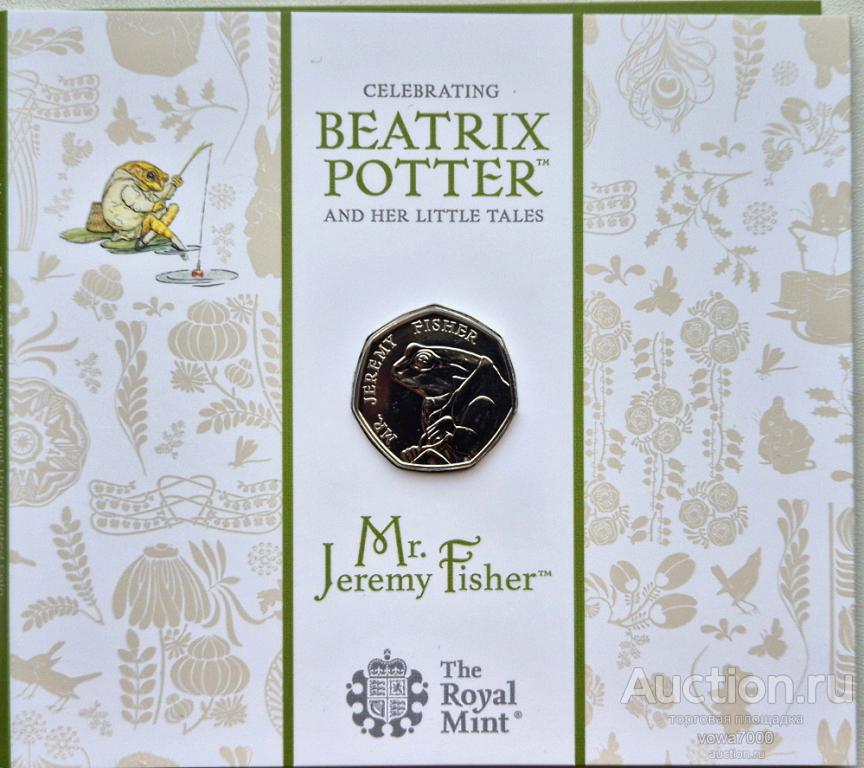 CELEBRATING
BEATRIX
POTTER™
AND HER LITTLE TALES
MR. JEREMY FISHER
Mr.
Jeremy Fisher™
The
Royal
Mint®
Auction.ru
торговая площадка
vowa7000
auction.ru